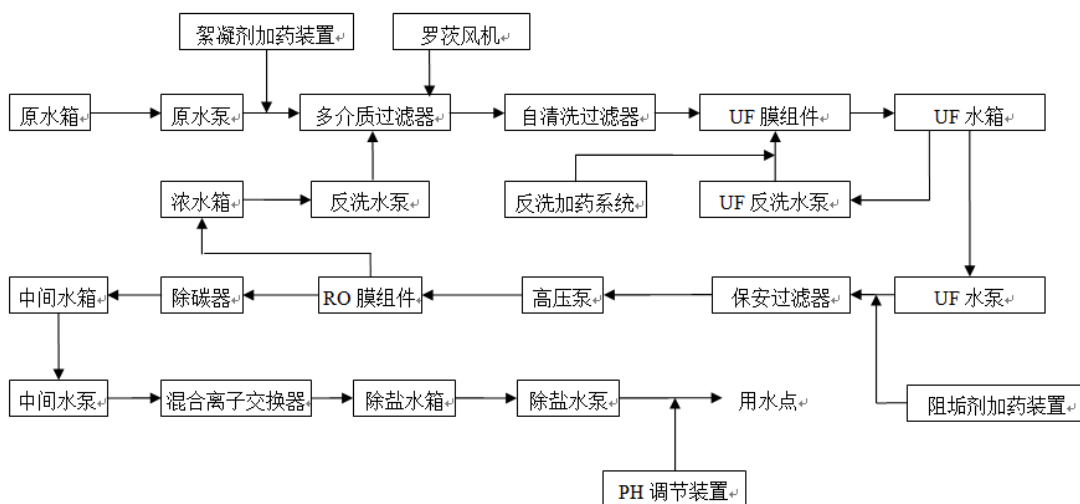 絮凝剂加药装置 罗茨风机
原水箱 原水泵 多介质过滤器 自清洗过滤器 UF 膜组件 UF 水箱
浓水箱 反洗水泵 反洗加药系统 UF 反洗水泵
中间水箱 除碳器 RO 膜组件 高压泵 保安过滤器 UF 水泵
中间水泵 混合离子交换器 除盐水箱 除盐水泵 用水点 阻垢剂加药装置
PH 调节装置